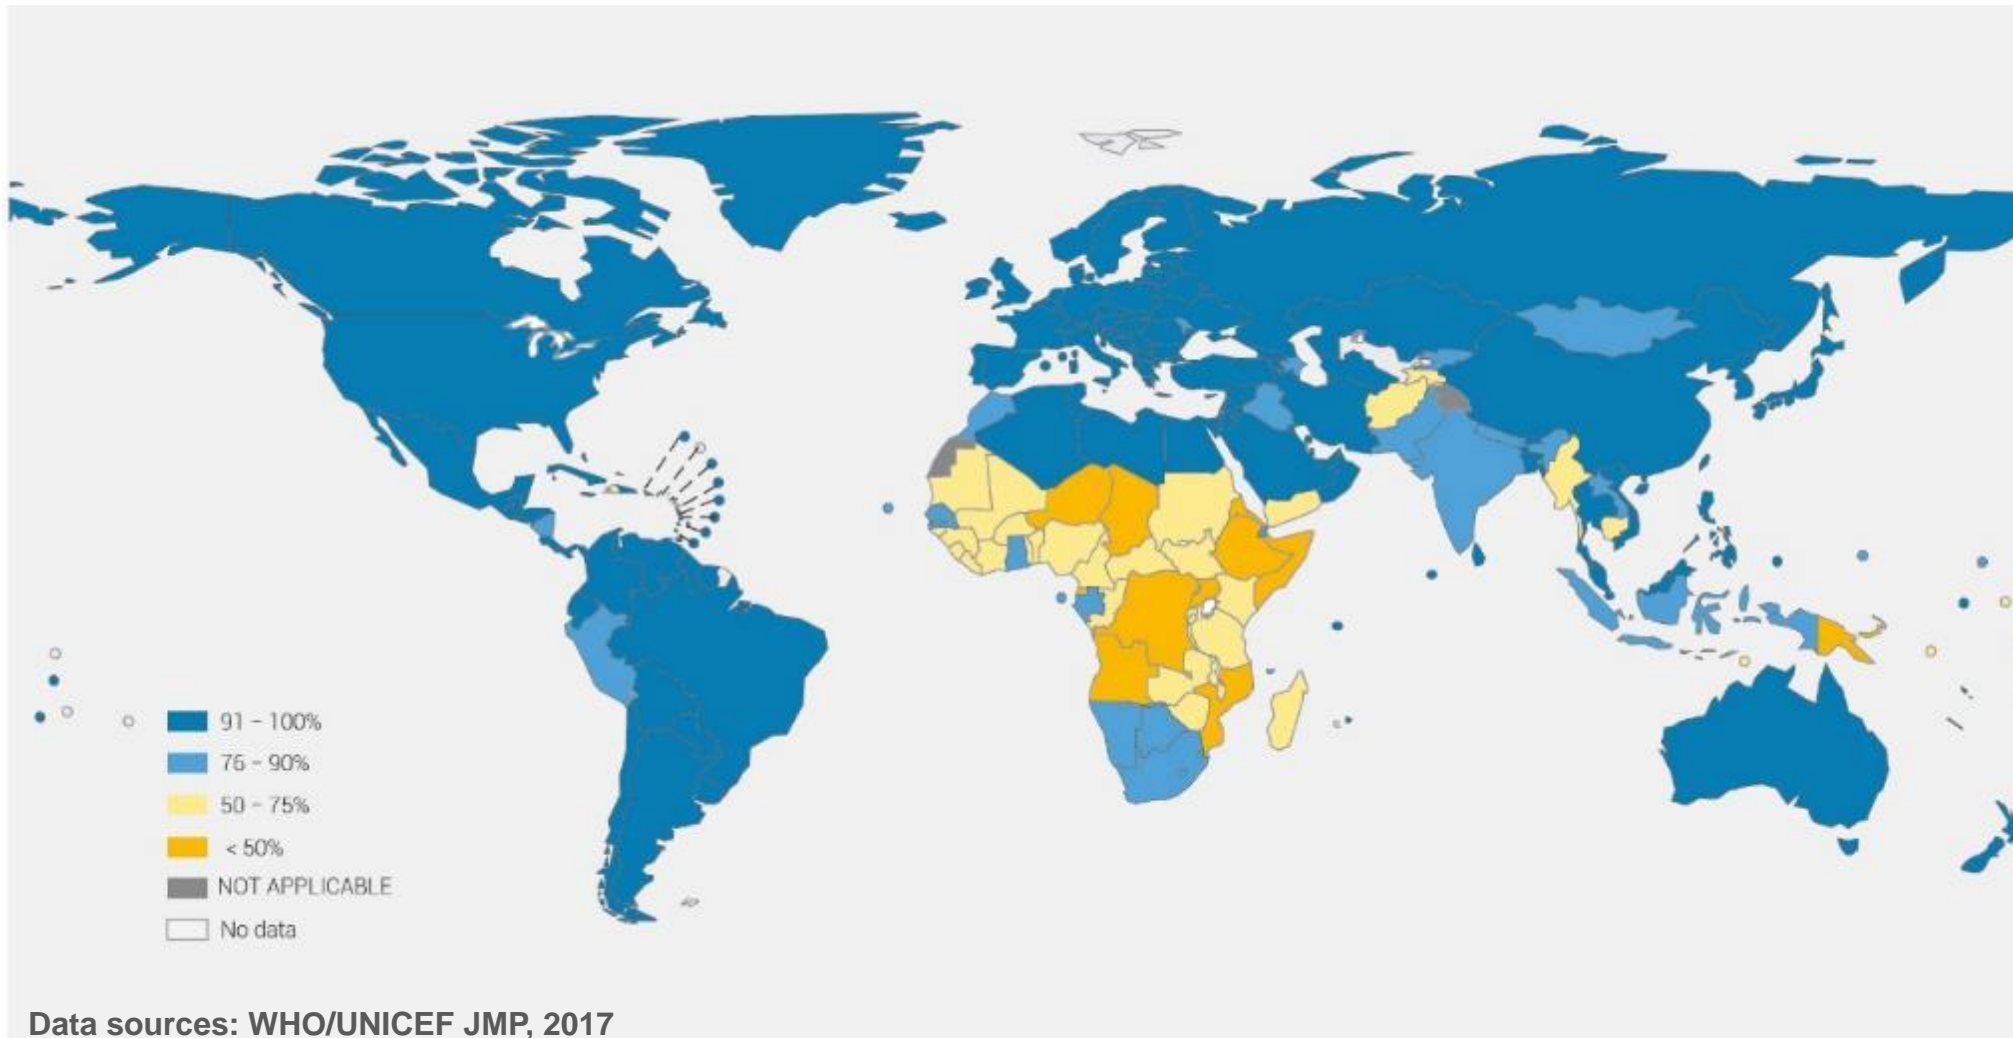 91 – 100%
76 – 90%
50 – 75%
< 50%
NOT APPLICABLE
No data
Data sources: WHO/UNICEF JMP, 2017